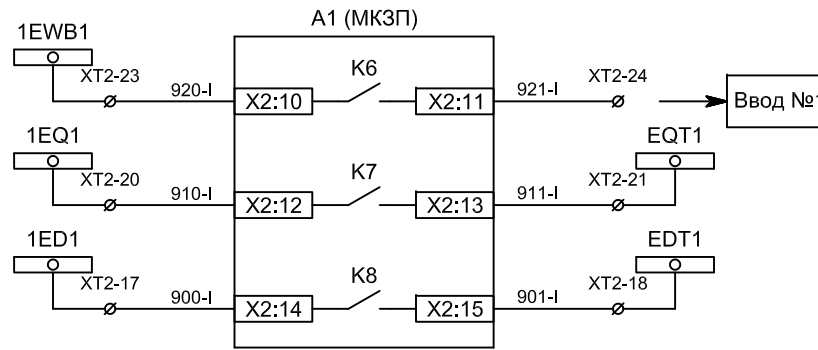 А1 (МКЗП)
1EWB1
XT2-23
920-I
X2:10
K6
X2:11
921-I
XT2-24
Ввод №1
1EQ1
XT2-20
910-I
X2:12
K7
X2:13
911-I
XT2-21
EQT1
1ED1
XT2-17
900-I
X2:14
K8
X2:15
901-I
XT2-18
EDT1